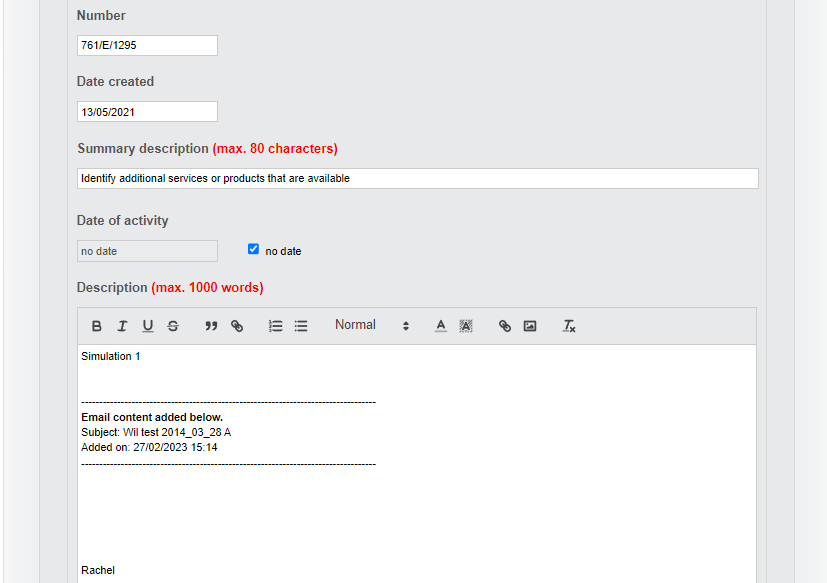 Number
761/E/1295
Date created
13/05/2021
Summary description (max. 80 characters)
Identify additional services or products that are available
Date of activity
no date
no date
Description (max. 1000 words)
Normal
Simulation 1
----------------------------------------------------------------------------------
Email content added below.
Subject: Wil test 2014_03_28 A
Added on: 27/02/2023 15:14
----------------------------------------------------------------------------------
Rachel